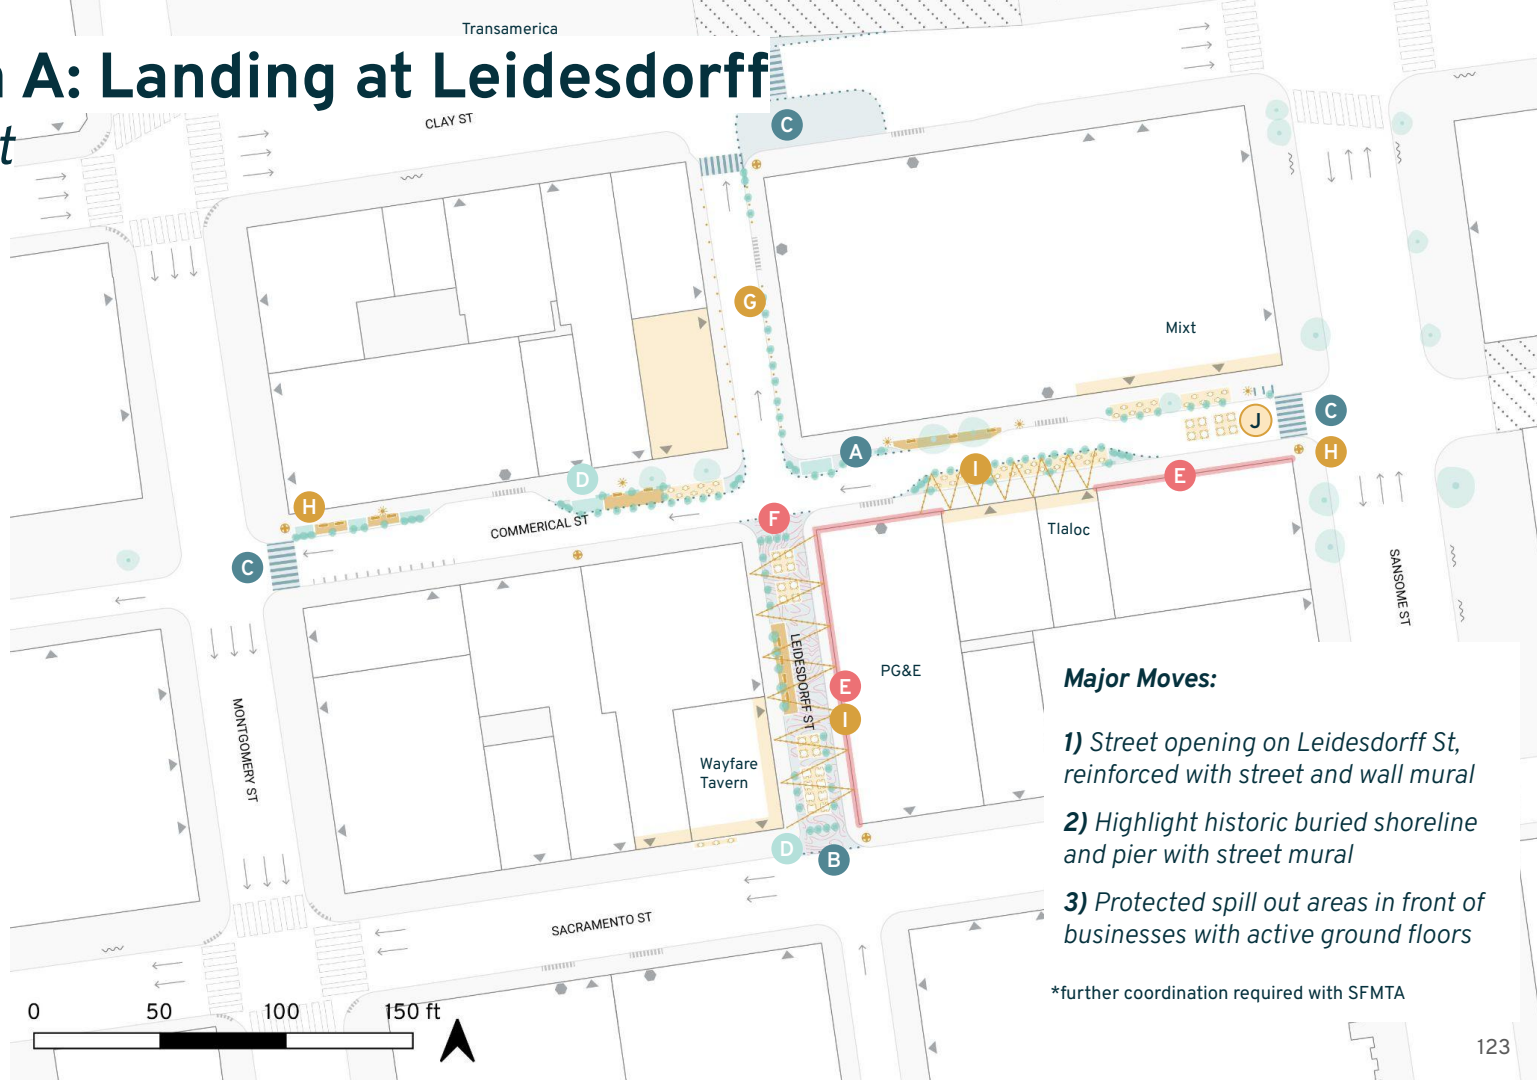 Transamerica
A: Landing at Leidesdorff
t
CLAY ST
C
G
Mixt
J
C
H
A
I
E
D
H
COMMERICAL ST
F
Tlaloc
C
SANSOME ST
LEIDESDORFF ST
PG&E
E
I
MONTGOMERY ST
Wayfare
Tavern
D
B
SACRAMENTO ST
Major Moves:
1) Street opening on Leidesdorff St,
reinforced with street and wall mural
2) Highlight historic buried shoreline
and pier with street mural
3) Protected spill out areas in front of
businesses with active ground floors
*further coordination required with SFMTA
0 50 100 150 ft
123